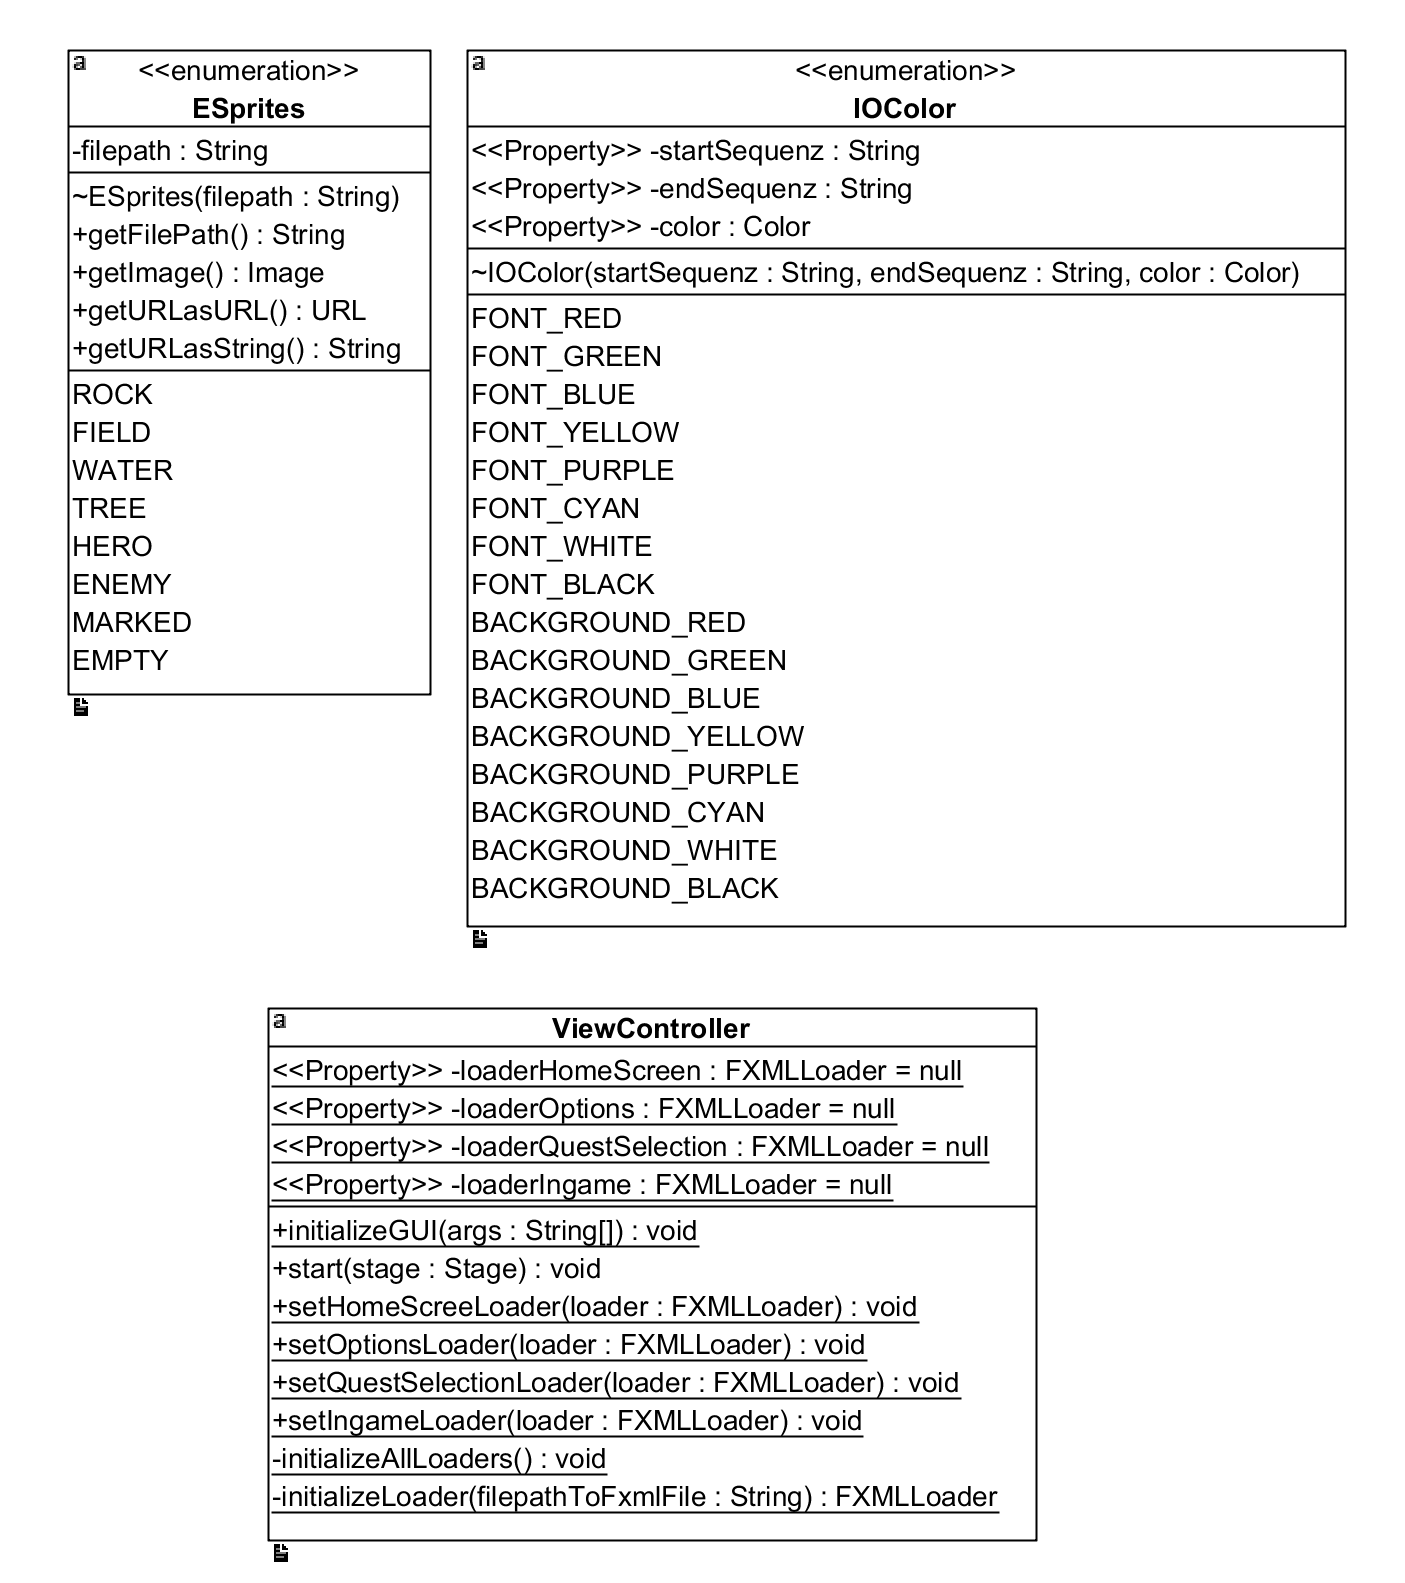 a
<<enumeration>>
ESprites
-filepath : String
~ESprites(filepath : String)
+getFilePath() : String
+getImage() : Image
+getURLasURL() : URL
+getURLasString() : String
ROCK
FIELD
WATER
TREE
HERO
ENEMY
MARKED
EMPTY
a
<<enumeration>>
IOColor
<<Property>> -startSequenz : String
<<Property>> -endSequenz : String
<<Property>> -color : Color
~IOColor(startSequenz : String, endSequenz : String, color : Color)
FONT_RED
FONT_GREEN
FONT_BLUE
FONT_YELLOW
FONT_PURPLE
FONT_CYAN
FONT_WHITE
FONT_BLACK
BACKGROUND_RED
BACKGROUND_GREEN
BACKGROUND_BLUE
BACKGROUND_YELLOW
BACKGROUND_PURPLE
BACKGROUND_CYAN
BACKGROUND_WHITE
BACKGROUND_BLACK
a
ViewController
<<Property>> -loaderHomeScreen : FXMLLoader = null
<<Property>> -loaderOptions : FXMLLoader = null
<<Property>> -loaderQuestSelection : FXMLLoader = null
<<Property>> -loaderIngame : FXMLLoader = null
+initializeGUI(args : String[]) : void
+start(stage : Stage) : void
+setHomeScreeLoader(loader : FXMLLoader) : void
+setOptionsLoader(loader : FXMLLoader) : void
+setQuestSelectionLoader(loader : FXMLLoader) : void
+setIngameLoader(loader : FXMLLoader) : void
-initializeAllLoaders() : void
-initializeLoader(filepathToFxmlFile : String) : FXMLLoader